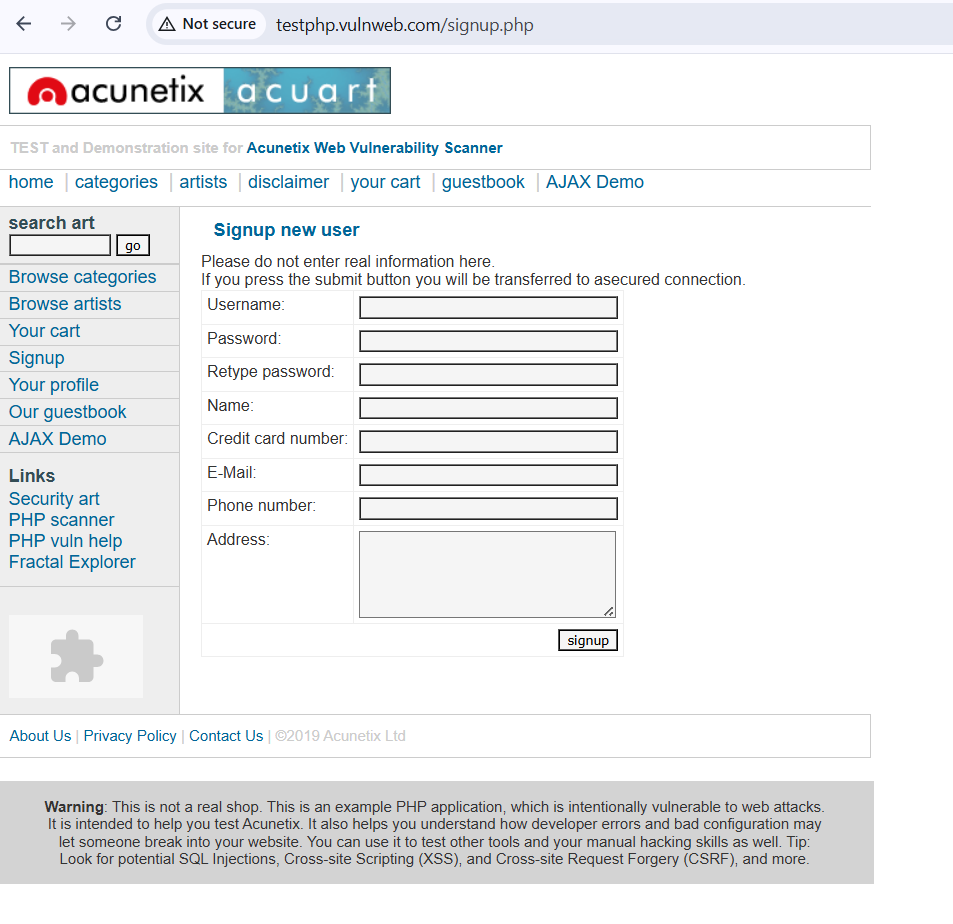 Not secure testphp.vulnweb.com/signup.php
acunetix acuart
TEST and Demonstration site for Acunetix Web Vulnerability Scanner
home | categories | artists | disclaimer | your cart | guestbook | AJAX Demo
search art
go
Browse categories
Browse artists
Your cart
Signup
Your profile
Our guestbook
AJAX Demo
Links
Security art
PHP scanner
PHP vuln help
Fractal Explorer
Signup new user
Please do not enter real information here.
If you press the submit button you will be transferred to asecured connection.
Username:
Password:
Retype password:
Name:
Credit card number:
E-Mail:
Phone number:
Address:
signup
About Us | Privacy Policy | Contact Us | ©2019 Acunetix Ltd
Warning: This is not a real shop. This is an example PHP application, which is intentionally vulnerable to web attacks.
It is intended to help you test Acunetix. It also helps you understand how developer errors and bad configuration may
let someone break into your website. You can use it to test other tools and your manual hacking skills as well. Tip:
Look for potential SQL Injections, Cross-site Scripting (XSS), and Cross-site Request Forgery (CSRF), and more.